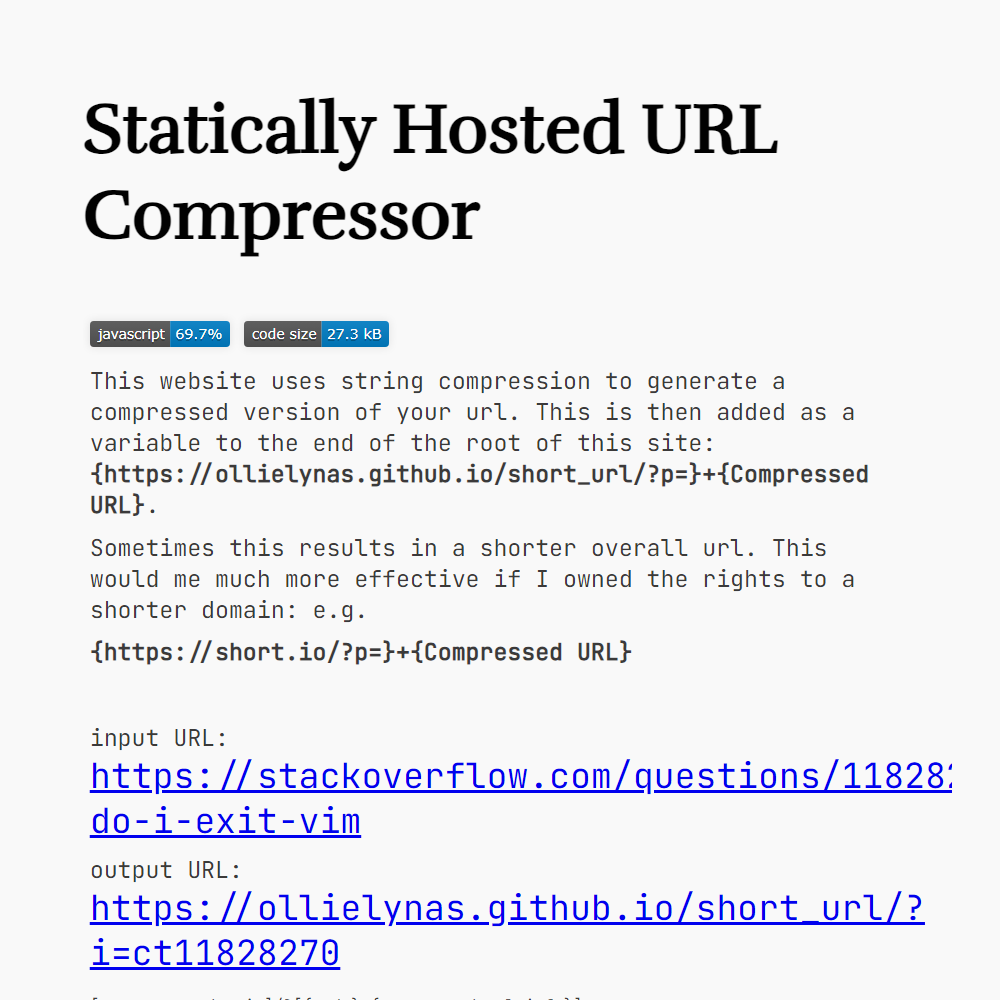 Statically Hosted URL
Compressor
javascript 69.7% code size 27.3 kB
This website uses string compression to generate a
compressed version of your url. This is then added as a
variable to the end of the root of this site:
{https://ollielynas.github.io/short_url/?p=}+{Compressed
URL}.
Sometimes this results in a shorter overall url. This
would me much more effective if I owned the rights to a
shorter domain: e.g.
{https://short.io/?p=}+{Compressed URL}
input URL:
https://stackoverflow.com/questions/118282
do-i-exit-vim
output URL:
https://ollielynas.github.io/short_url/?
i=ct11828270